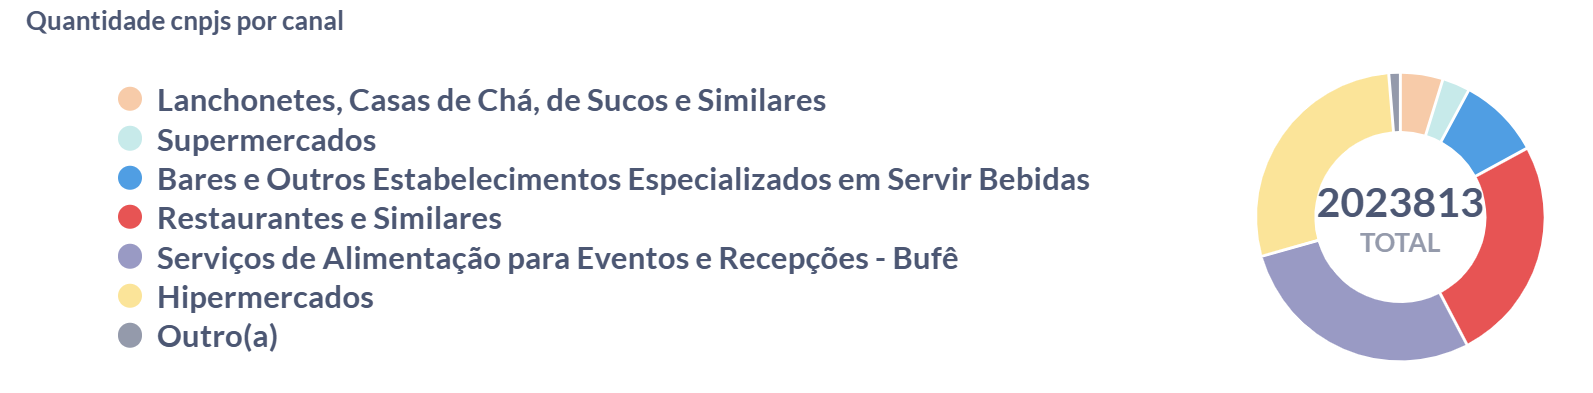 Quantidade cnpjs por canal
Lanchonetes, Casas de Chá, de Sucos e Similares
Supermercados
Bares e Outros Estabelecimentos Especializados em Servir Bebidas
Restaurantes e Similares
Serviços de Alimentação para Eventos e Recepções - Bufê
Hipermercados
Outro(a)
2023813
TOTAL